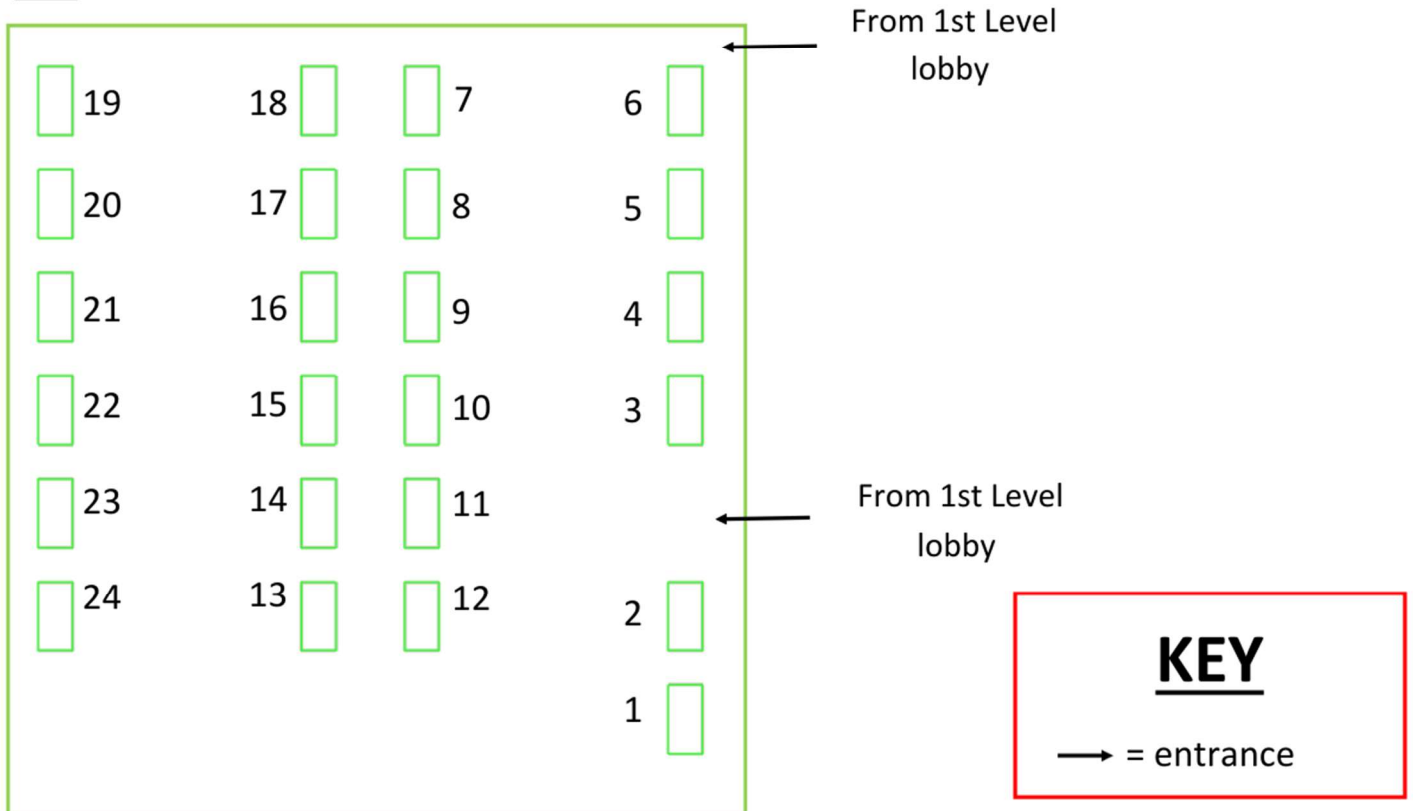 From 1st Level
lobby
19 18 7 6
20 17 8 5
21 16 9 4
22 15 10 3
23 14 11
From 1st Level
lobby
24 13 12 2
1
KEY
= entrance